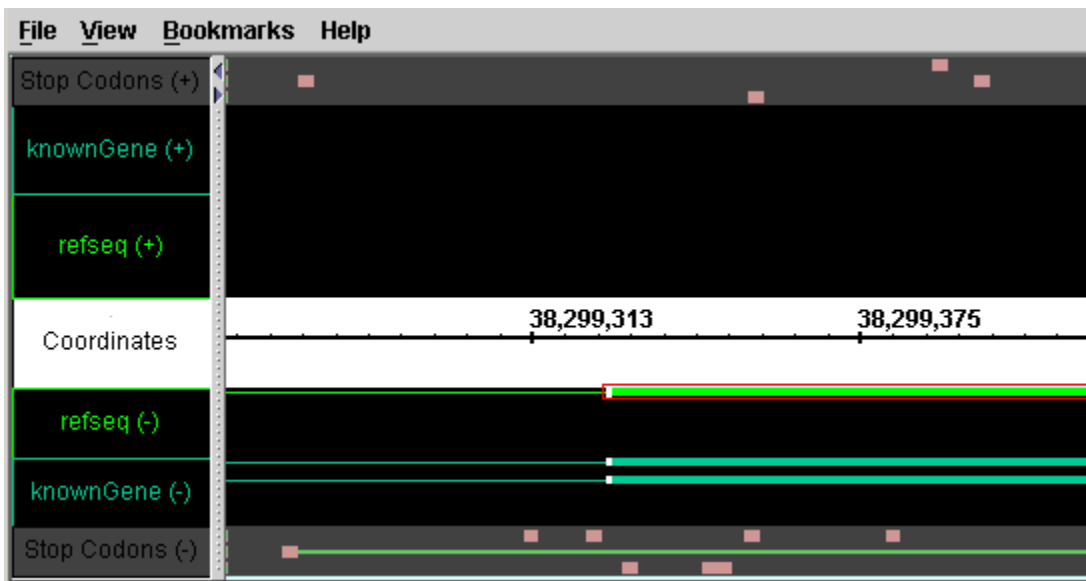 File View Bookmarks Help
Stop Codons (+)
knownGene (+)
refseq (+)
Coordinates
38,299,313 38,299,375
refseq (-)
knownGene (-)
Stop Codons (-)